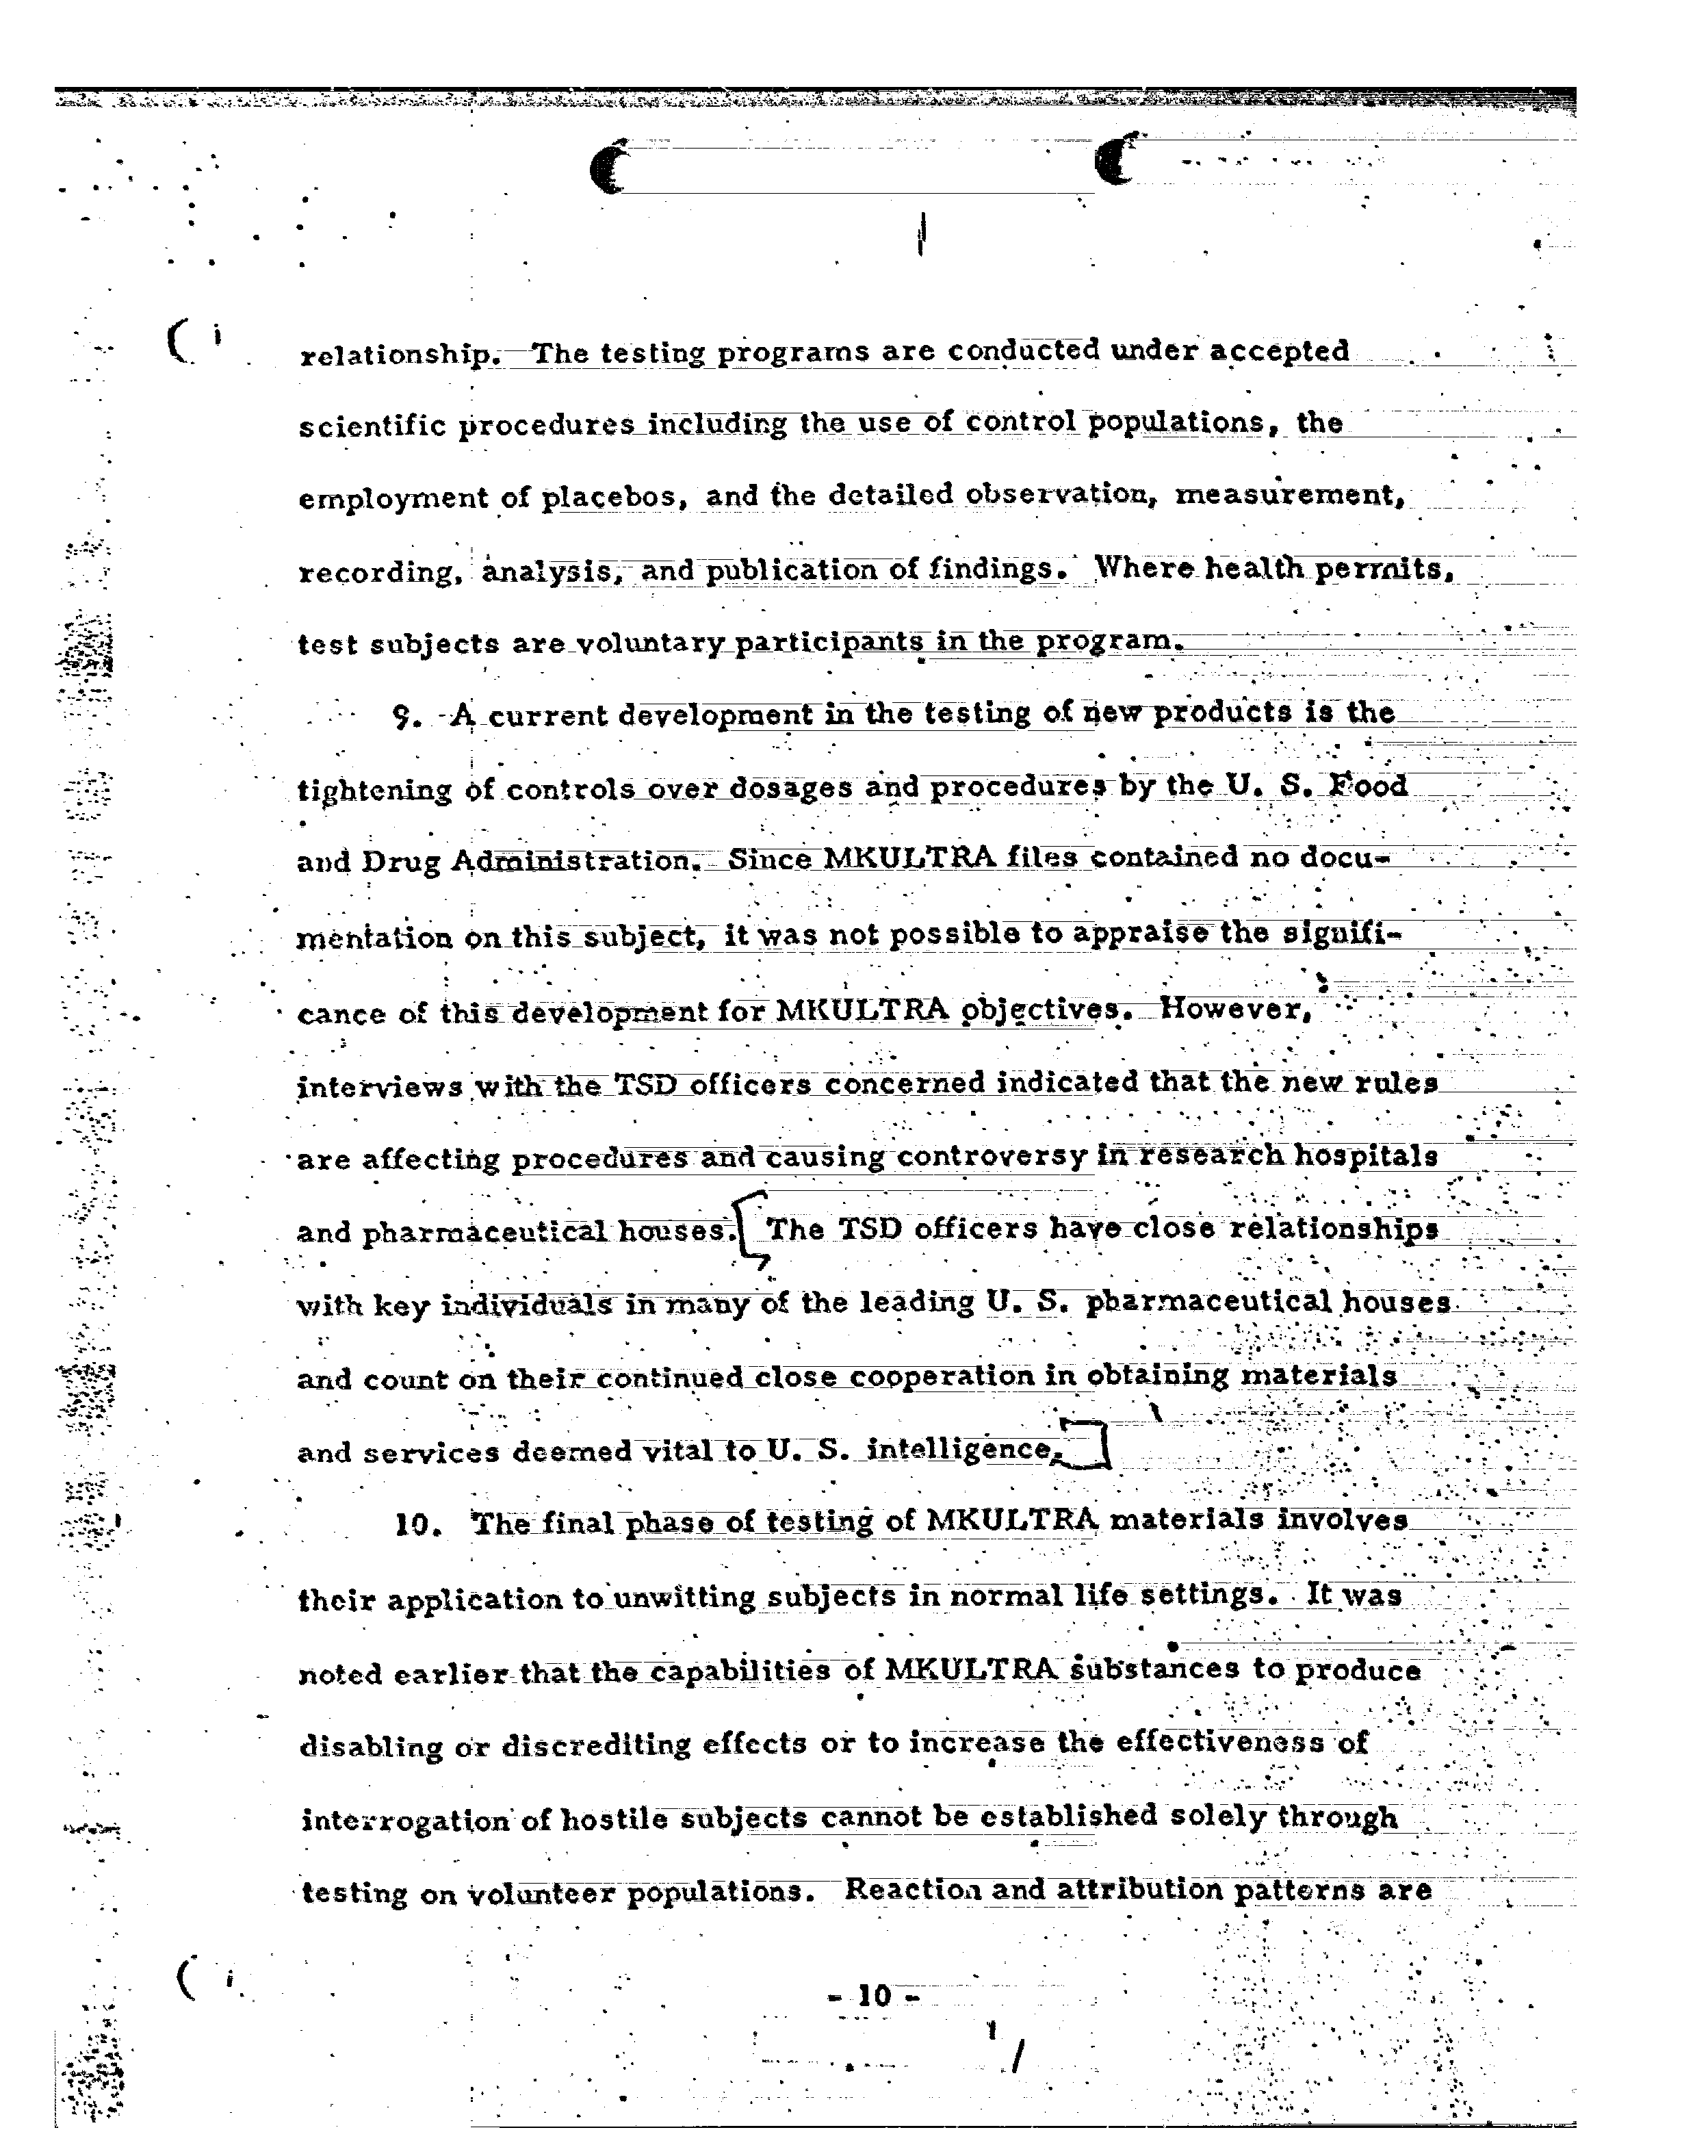 relationship. The testing programs are conducted under accepted
scientific procedures including the use of control populations, the
employment of placebos, and the detailed observation, measurement,
recording, analysis, and publication of findings. Where health permits,
test subjects are voluntary participants in the program.
9. A current development in the testing of new products is the
tightening of controls over dosages and procedures by the U. S. Food
and Drug Administration. Since MKULTRA files contained no docu-
mentation on this subject, it was not possible to appraise the signifi-
cance of this development for MKULTRA objectives. However,
interviews with the TSD officers concerned indicated that the new rules
are affecting procedures and causing controversy in research hospitals
and pharmaceutical houses. [The TSD officers have close relationships
with key individuals in many of the leading U. S. pharmaceutical houses
and count on their continued close cooperation in obtaining materials
and services deemed vital to U. S. intelligence.]
10. The final phase of testing of MKULTRA materials involves
their application to unwitting subjects in normal life settings. It was
noted earlier that the capabilities of MKULTRA substances to produce
disabling or discrediting effects or to increase the effectiveness of
interrogation of hostile subjects cannot be established solely through
testing on volunteer populations. Reaction and attribution patterns are
- 10 -